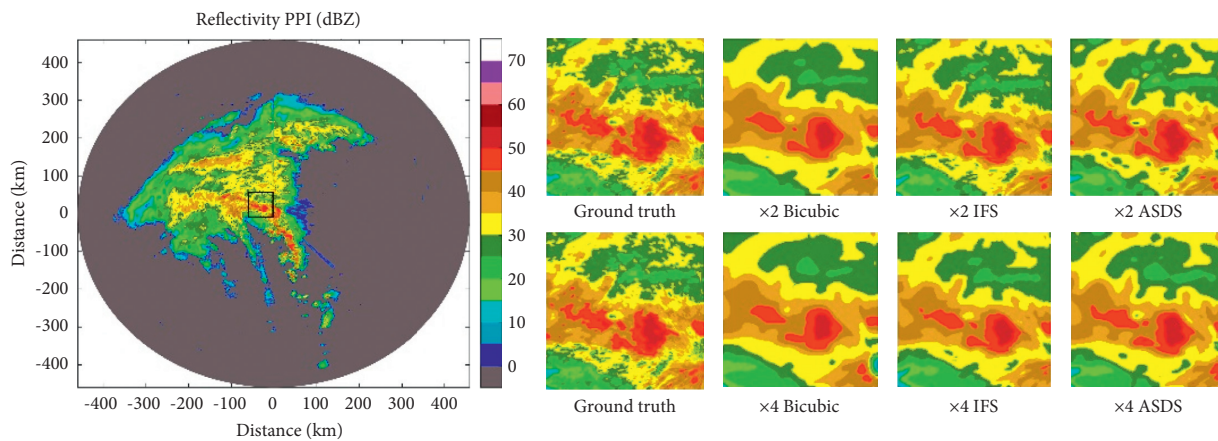 Reflectivity PPI (dBZ)
Distance (km)
400
300
200
100
0
-100
-200
-300
-400
-400
-300
-200
-100
0
100
200
300
400
Distance (km)
70
60
50
40
30
20
10
0
Ground truth
×2 Bicubic
×2 IFS
×2 ASDS
Ground truth
×4 Bicubic
×4 IFS
×4 ASDS